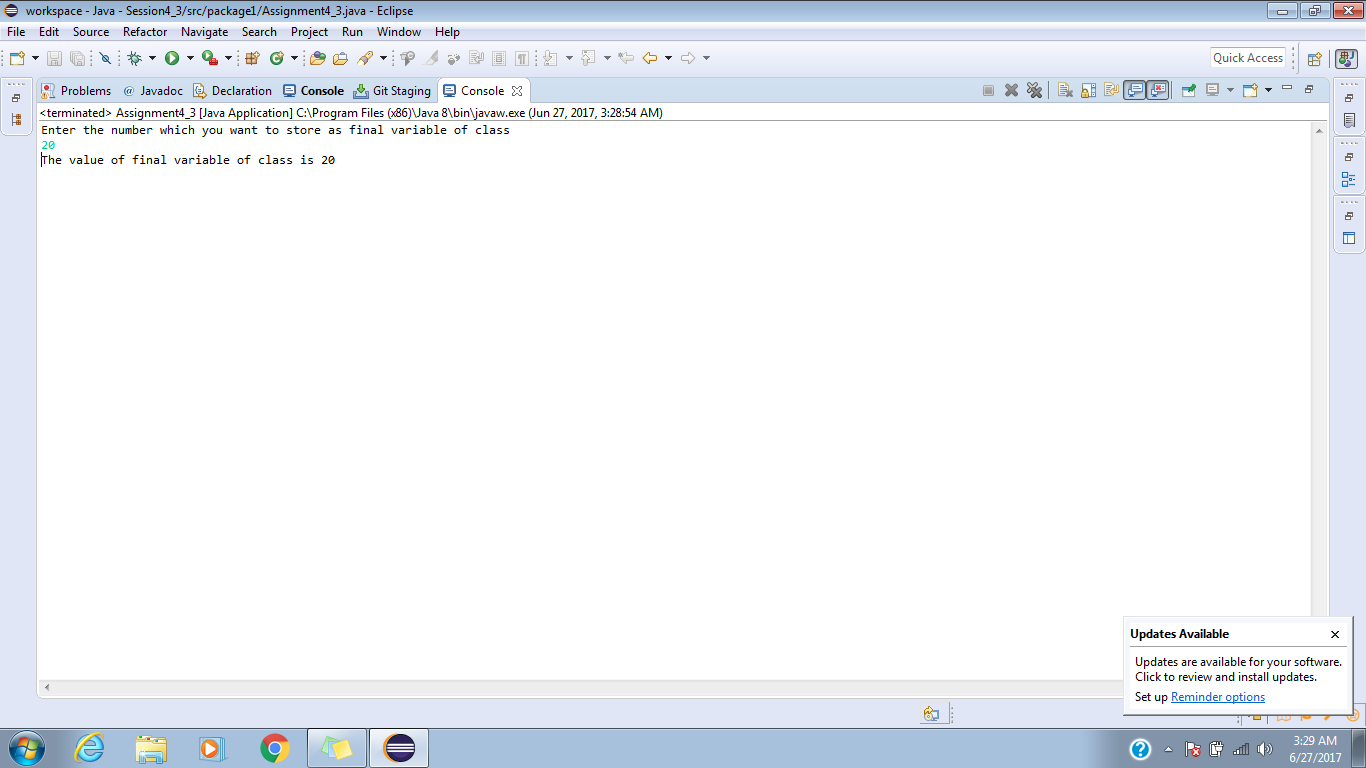 workspace - Java - Session4_3/src/package1/Assignment4_3.java - Eclipse
File Edit Source Refactor Navigate Search Project Run Window Help
Quick Access
Problems @ Javadoc Declaration Console Git Staging Console
<terminated> Assignment4_3 [Java Application] C:\Program Files (x86)\Java 8\bin\javaw.exe (Jun 27, 2017, 3:28:54 AM)
Enter the number which you want to store as final variable of class
20
The value of final variable of class is 20
Updates Available
Updates are available for your software.
Click to review and install updates.
Set up Reminder options
3:29 AM
6/27/2017